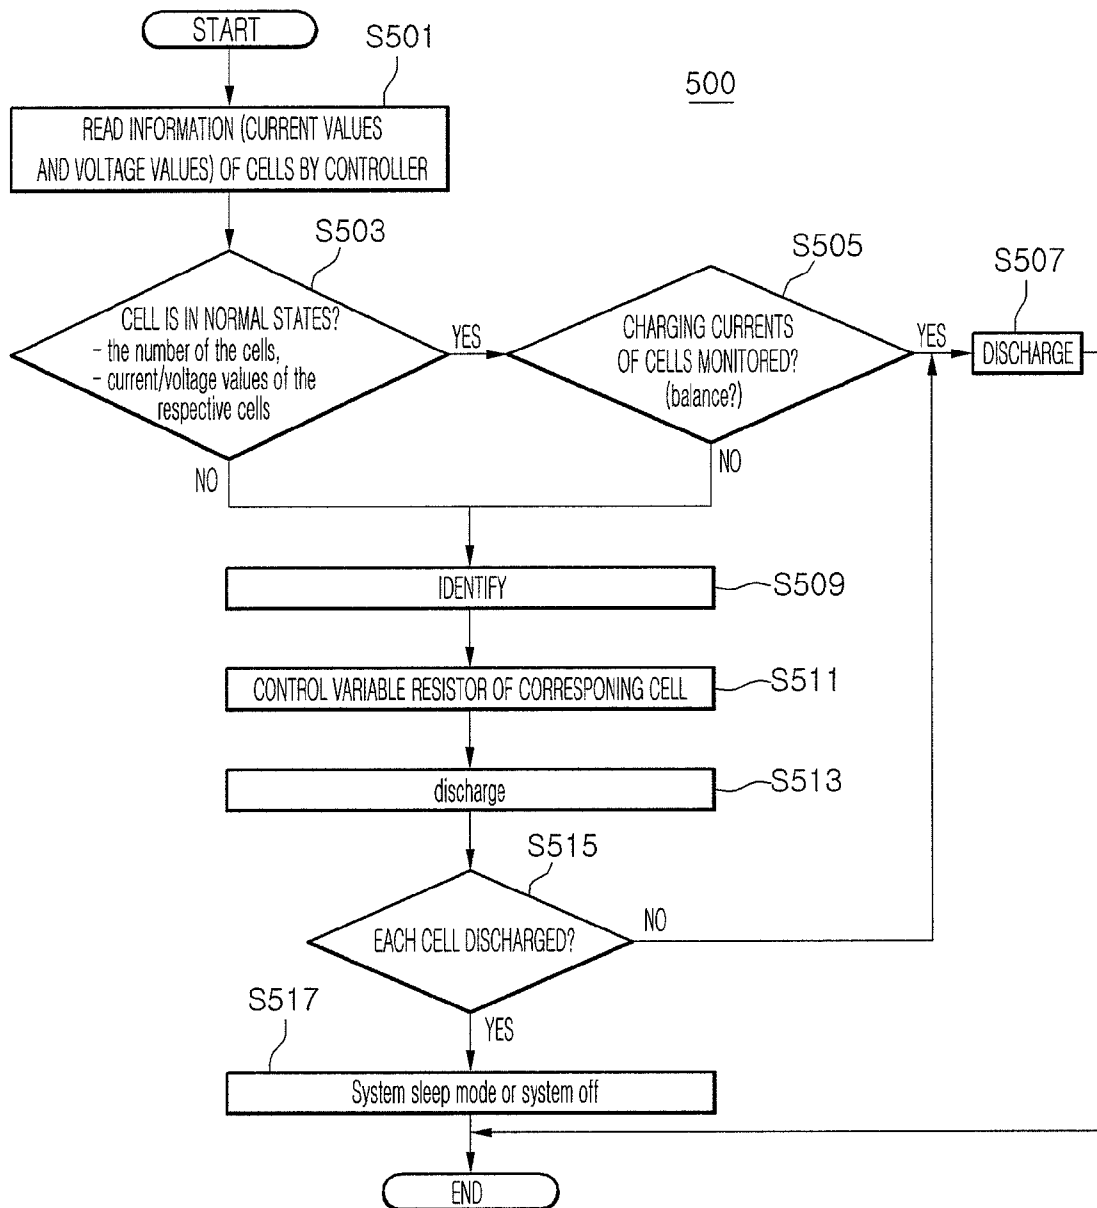 START
S501
500
READ INFORMATION (CURRENT VALUES
AND VOLTAGE VALUES) OF CELLS BY CONTROLLER
S503
CELL IS IN NORMAL STATES?
- the number of the cells,
- current/voltage values of the
respective cells
YES
NO
S505
CHARGING CURRENTS
OF CELLS MONITORED?
(balance?)
YES
NO
S507
DISCHARGE
IDENTIFY
S509
CONTROL VARIABLE RESISTOR OF CORRESPONING CELL
S511
discharge
S513
S515
EACH CELL DISCHARGED?
NO
YES
S517
System sleep mode or system off
END